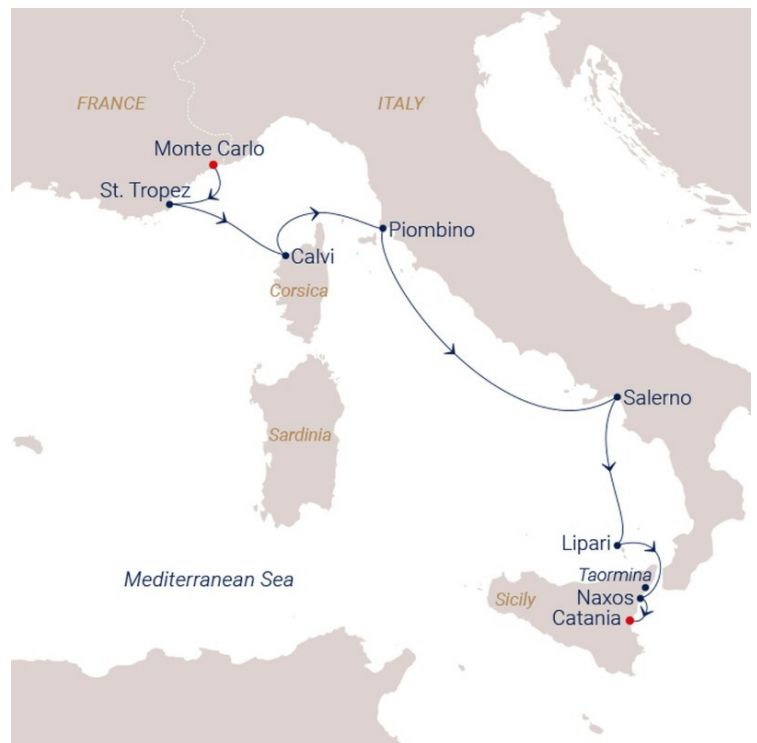 FRANCE
ITALY
Monte Carlo
St. Tropez
Piombino
Calvi
Corsica
Salerno
Sardinia
Lipari
Taormina
Mediterranean Sea
Sicily
Naxos
Catania